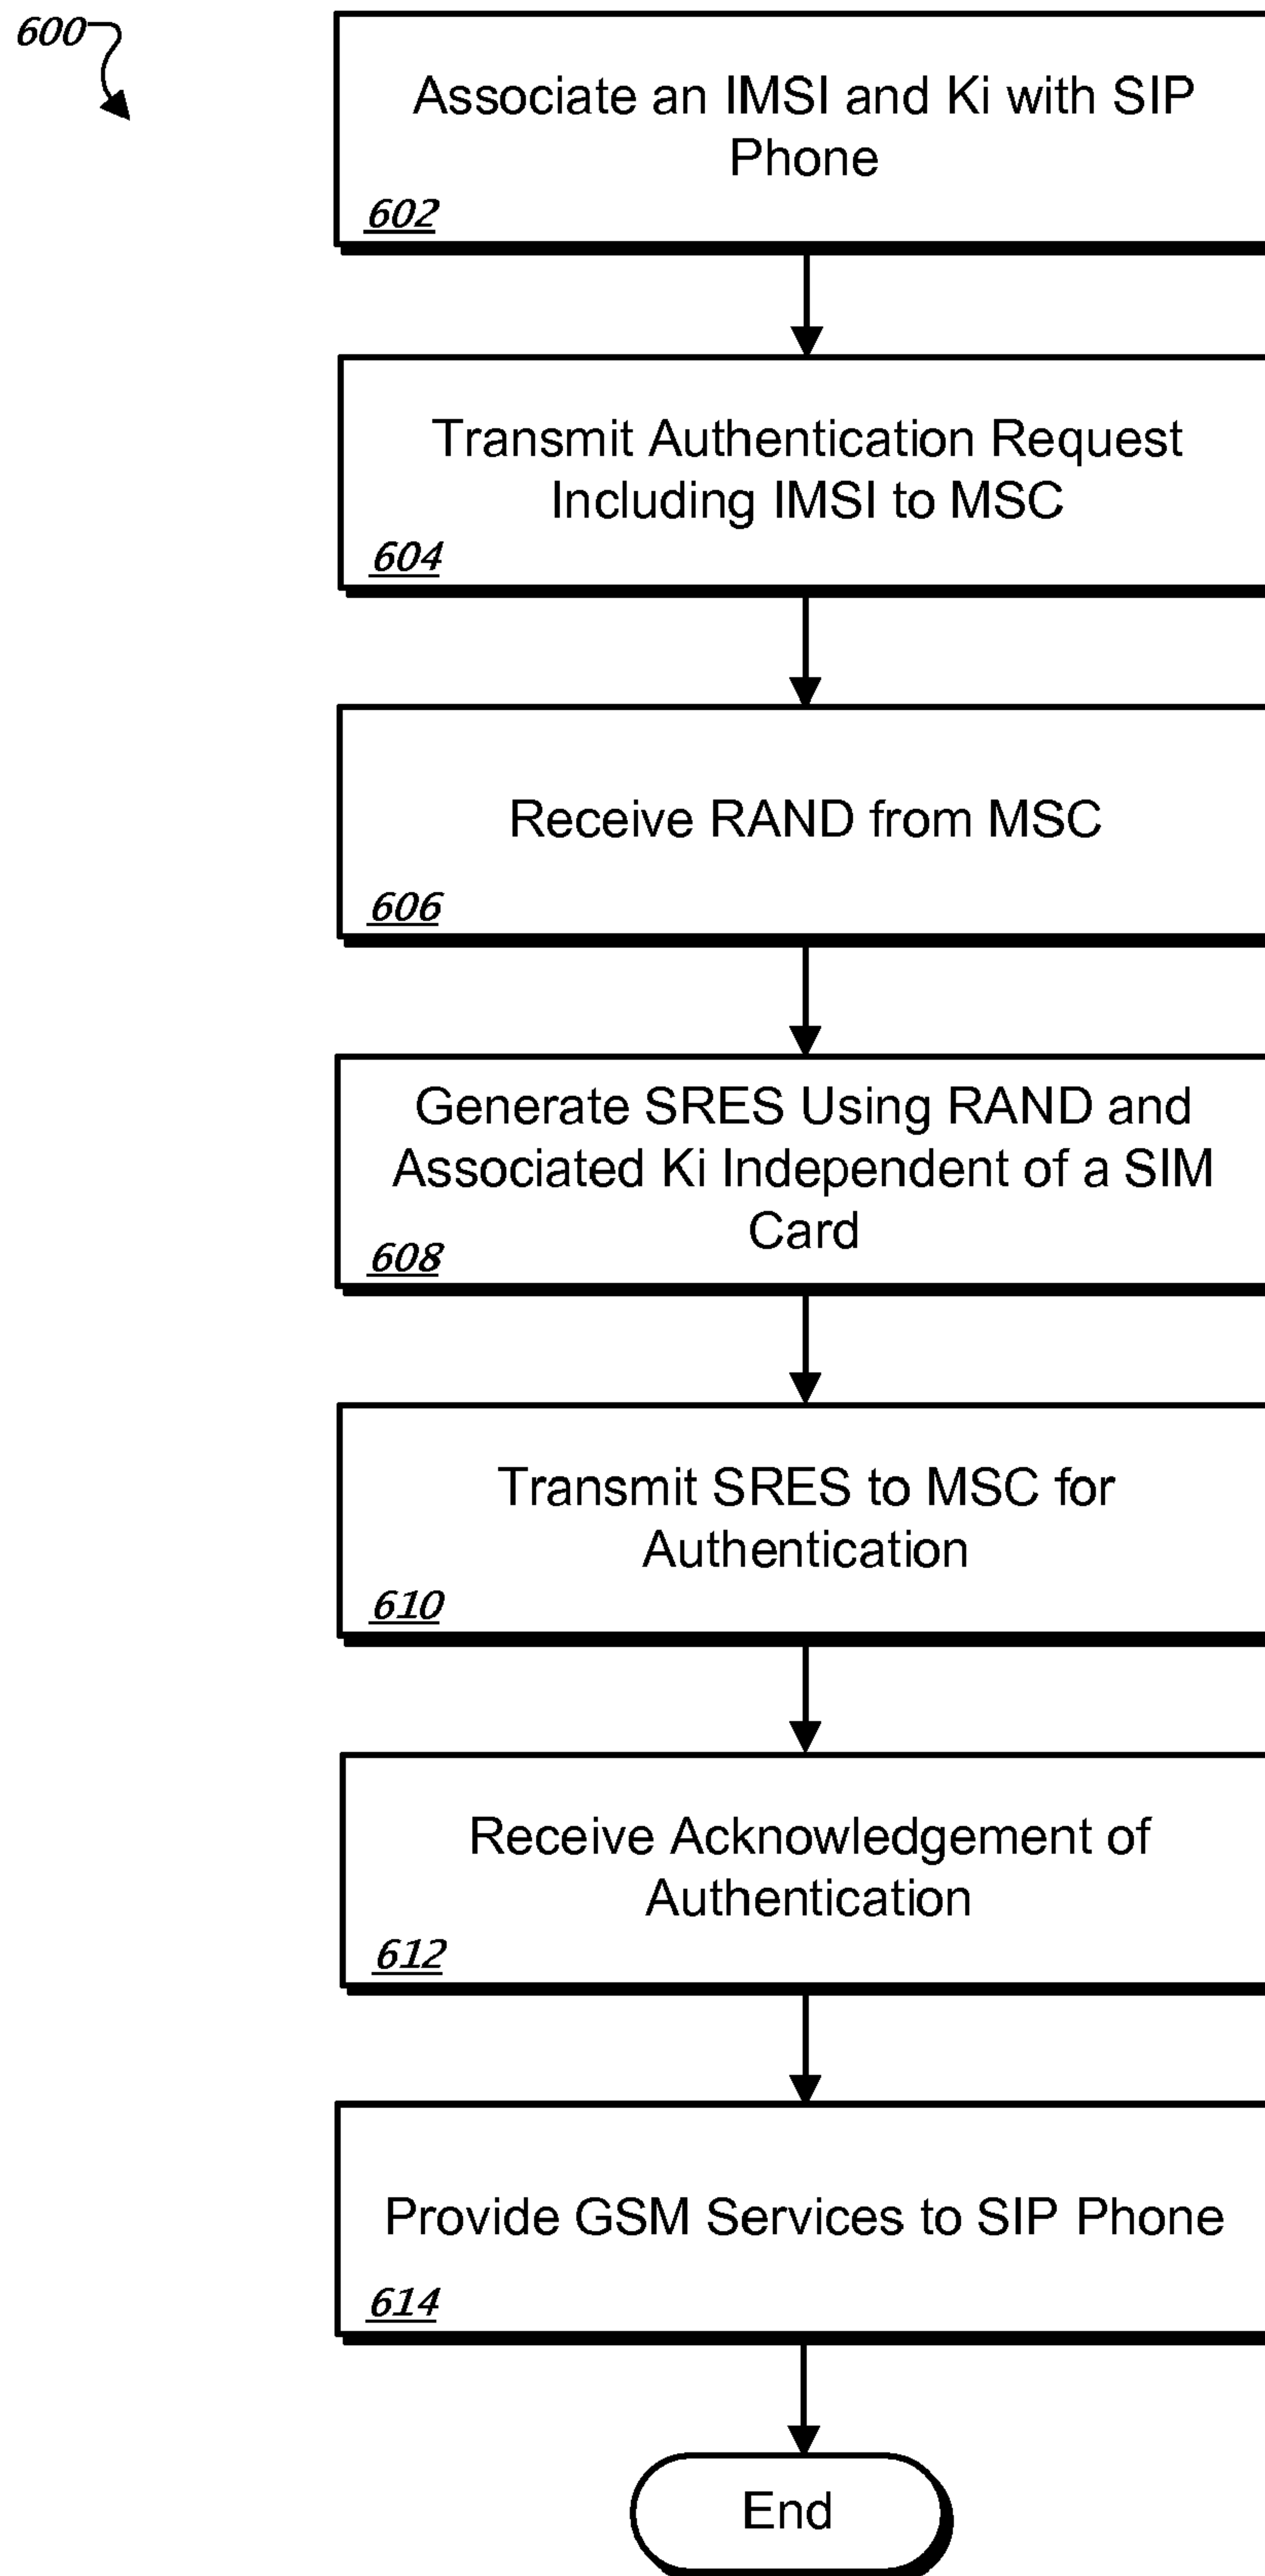 600
Associate an IMSI and Ki with SIP
Phone
602
Transmit Authentication Request
Including IMSI to MSC
604
Receive RAND from MSC
606
Generate SRES Using RAND and
Associated Ki Independent of a SIM
Card
608
Transmit SRES to MSC for
Authentication
610
Receive Acknowledgement of
Authentication
612
Provide GSM Services to SIP Phone
614
End